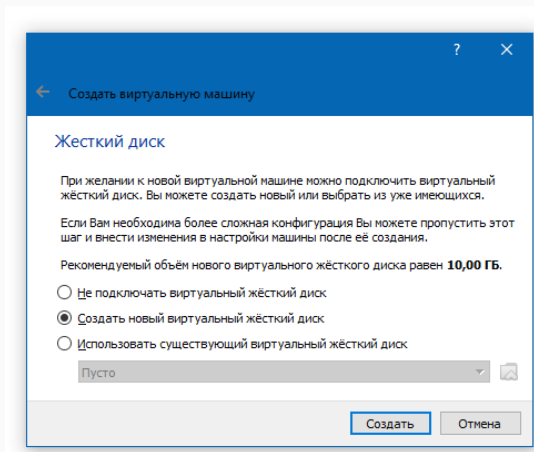 ?
Создать виртуальную машину
Жесткий диск
При желании к новой виртуальной машине можно подключить виртуальный
жёсткий диск. Вы можете создать новый или выбрать из уже имеющихся.
Если Вам необходима более сложная конфигурация Вы можете пропустить этот
шаг и внести изменения в настройки машины после её создания.
Рекомендуемый объём нового виртуального жёсткого диска равен 10,00 ГБ.
Не подключать виртуальный жёсткий диск
Создать новый виртуальный жёсткий диск
Использовать существующий виртуальный жёсткий диск
Пусто
Создать Отмена